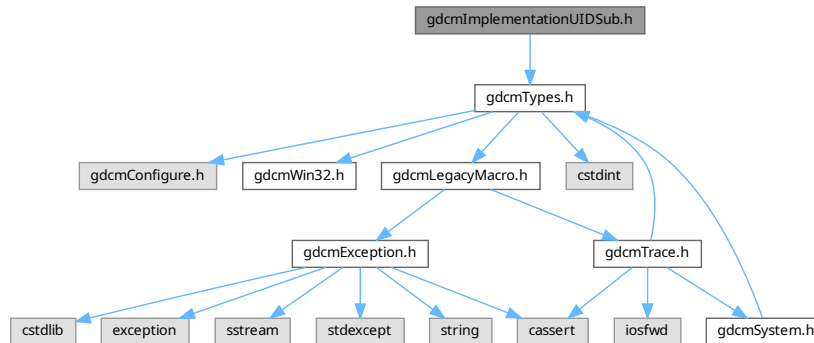 gdcmImplementationUIDSub.h
gdcmTypes.h
gdcmConfigure.h
gdcmWin32.h
gdcmLegacyMacro.h
cstdint
gdcmException.h
gdcmTrace.h
cstdlib
exception
sstream
stdexcept
string
cassert
iosfwd
gdcmSystem.h